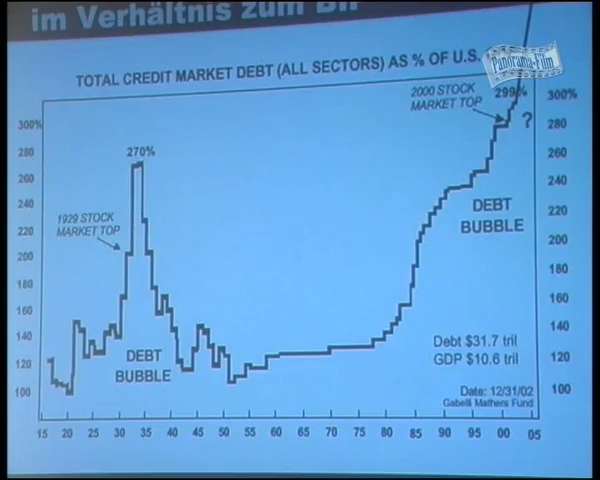 im Verhältnis zum BIP
TOTAL CREDIT MARKET DEBT (ALL SECTORS) AS % OF U.S.
Panorama-Film
300%
280
260
240
220
200
180
160
140
120
100
270%
1929 STOCK
MARKET TOP
DEBT
BUBBLE
2000 STOCK
MARKET TOP
299%
?
DEBT
BUBBLE
Debt $31.7 tril
GDP $10.6 tril
Date: 12/31/02
Gabelli Mathers Fund
300%
280
260
240
220
200
180
160
140
120
100
15 20 25 30 35 40 45 50 55 60 65 70 75 80 85 90 95 00 05